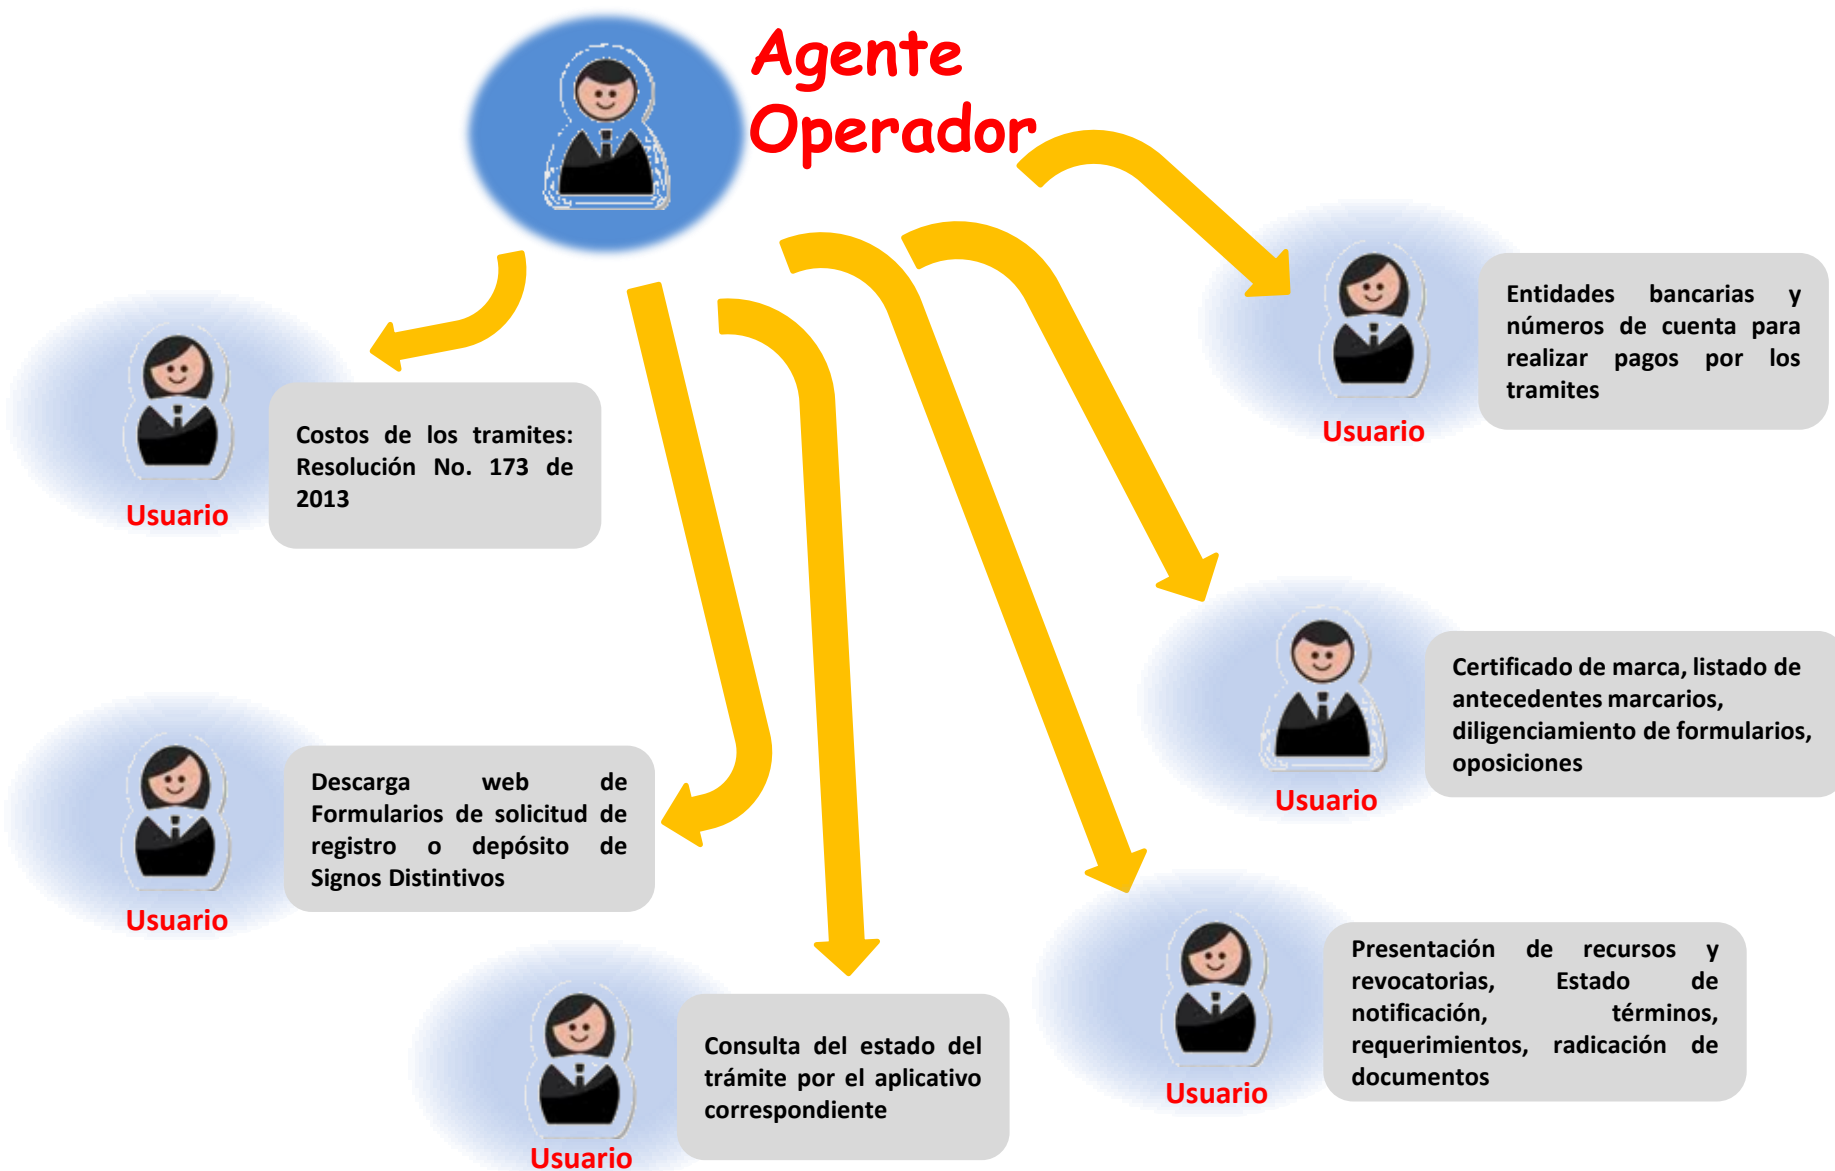 Agente
Operador
Entidades bancarias y
números de cuenta para
realizar pagos por los
tramites
Usuario
Costos de los tramites:
Resolución No. 173 de
2013
Usuario
Certificado de marca, listado de
antecedentes marcarios,
diligenciamiento de formularios,
oposiciones
Usuario
Descarga web de
Formularios de solicitud de
registro o depósito de
Signos Distintivos
Usuario
Presentación de recursos y
revocatorias, Estado de
notificación, términos,
requerimientos, radicación de
documentos
Usuario
Consulta del estado del
trámite por el aplicativo
correspondiente
Usuario